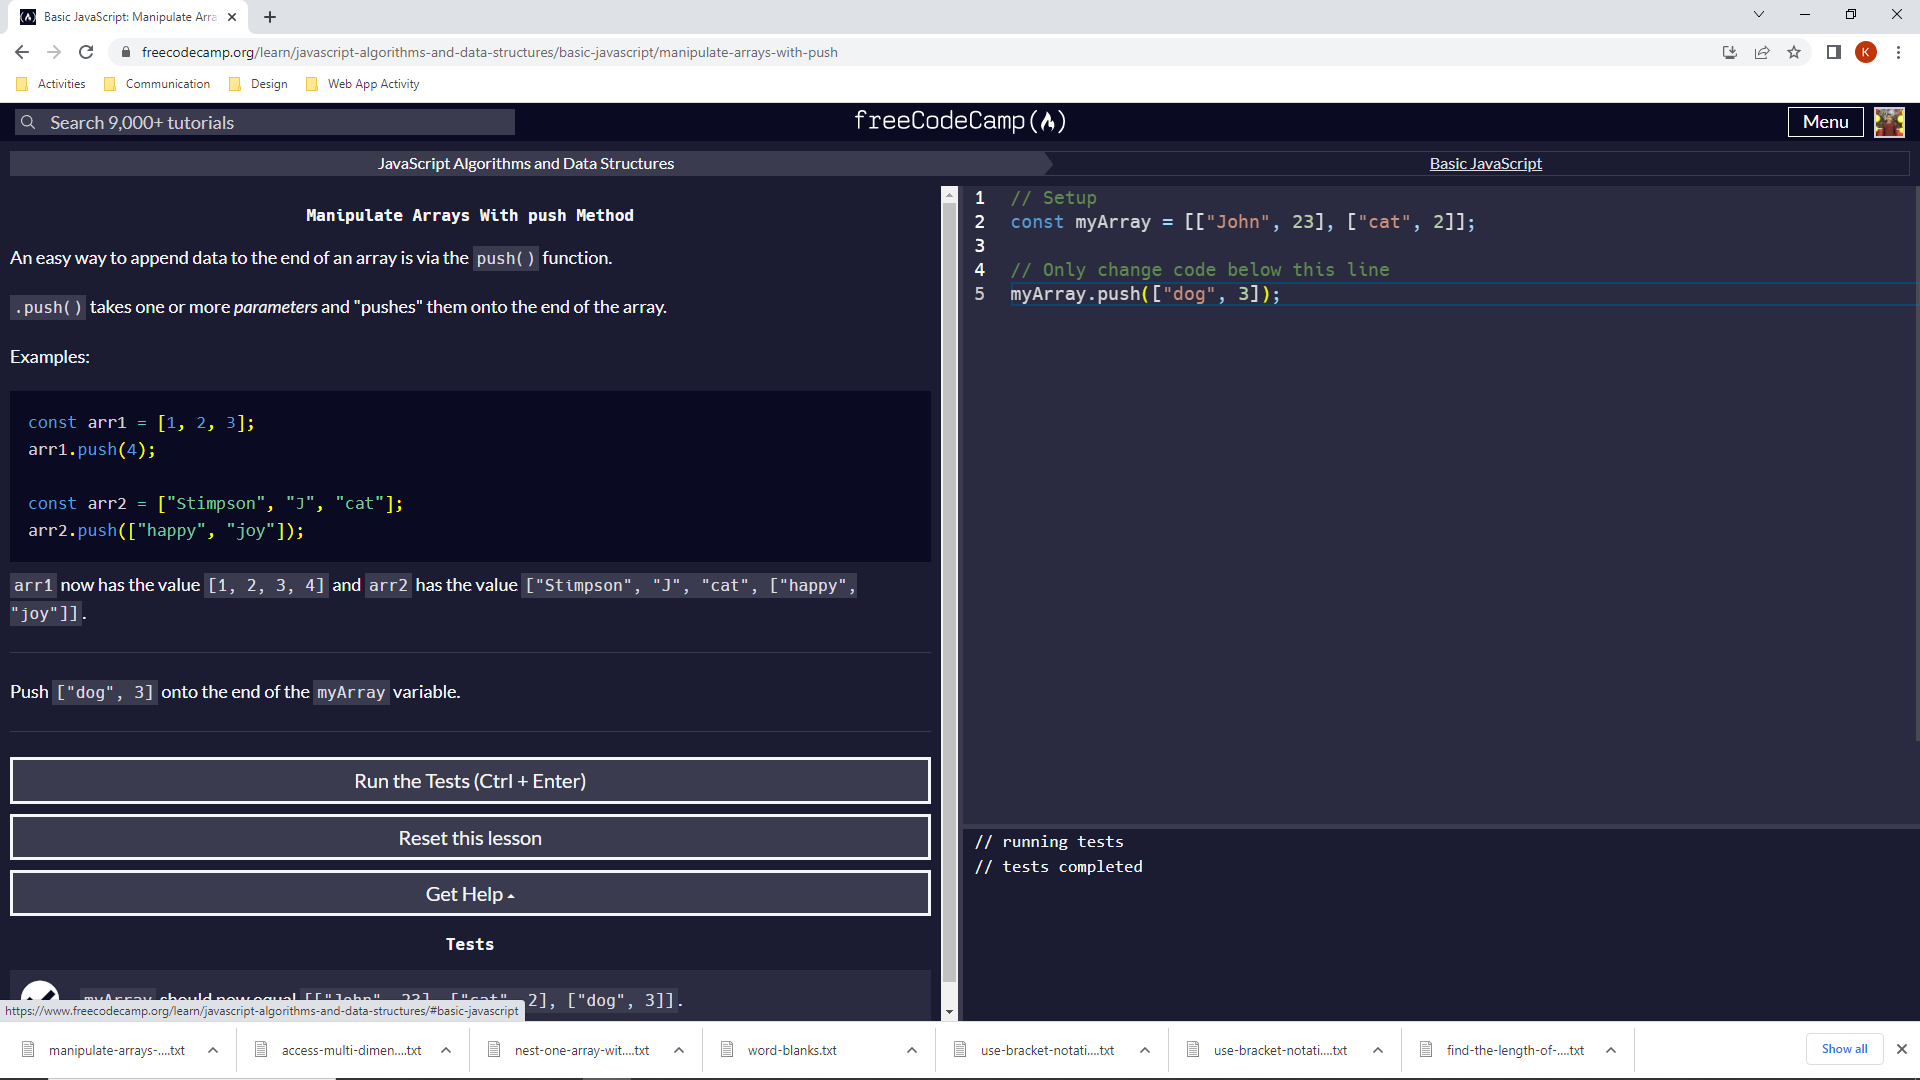 Basic JavaScript: Manipulate Arra
freecodecamp.org/learn/javascript-algorithms-and-data-structures/basic-javascript/manipulate-arrays-with-push
K
Activities
Communication
Design
Web App Activity
Search 9,000+ tutorials
freeCodeCamp
Menu
JavaScript Algorithms and Data Structures
Basic JavaScript
Manipulate Arrays With push Method
An easy way to append data to the end of an array is via the push() function.
.push() takes one or more parameters and "pushes" them onto the end of the array.
Examples:
const arr1 = [1, 2, 3];
arr1.push(4);
const arr2 = ["Stimpson", "J", "cat"];
arr2.push(["happy", "joy"]);
arr1 now has the value [1, 2, 3, 4] and arr2 has the value ["Stimpson", "J", "cat", ["happy",
"joy"]].
Push ["dog", 3] onto the end of the myArray variable.
Run the Tests (Ctrl + Enter)
Reset this lesson
Get Help
Tests
myArray should now equal [["John", 23], ["cat", 2], ["dog", 3]].
https://www.freecodecamp.org/learn/javascript-algorithms-and-data-structures/#basic-javascript
1 // Setup
2 const myArray = [["John", 23], ["cat", 2]];
3
4 // Only change code below this line
5 myArray.push(["dog", 3]);
// running tests
// tests completed
manipulate-arrays-....txt
access-multi-dimen....txt
nest-one-array-wit....txt
word-blanks.txt
use-bracket-notati....txt
use-bracket-notati....txt
find-the-length-of-....txt
Show all